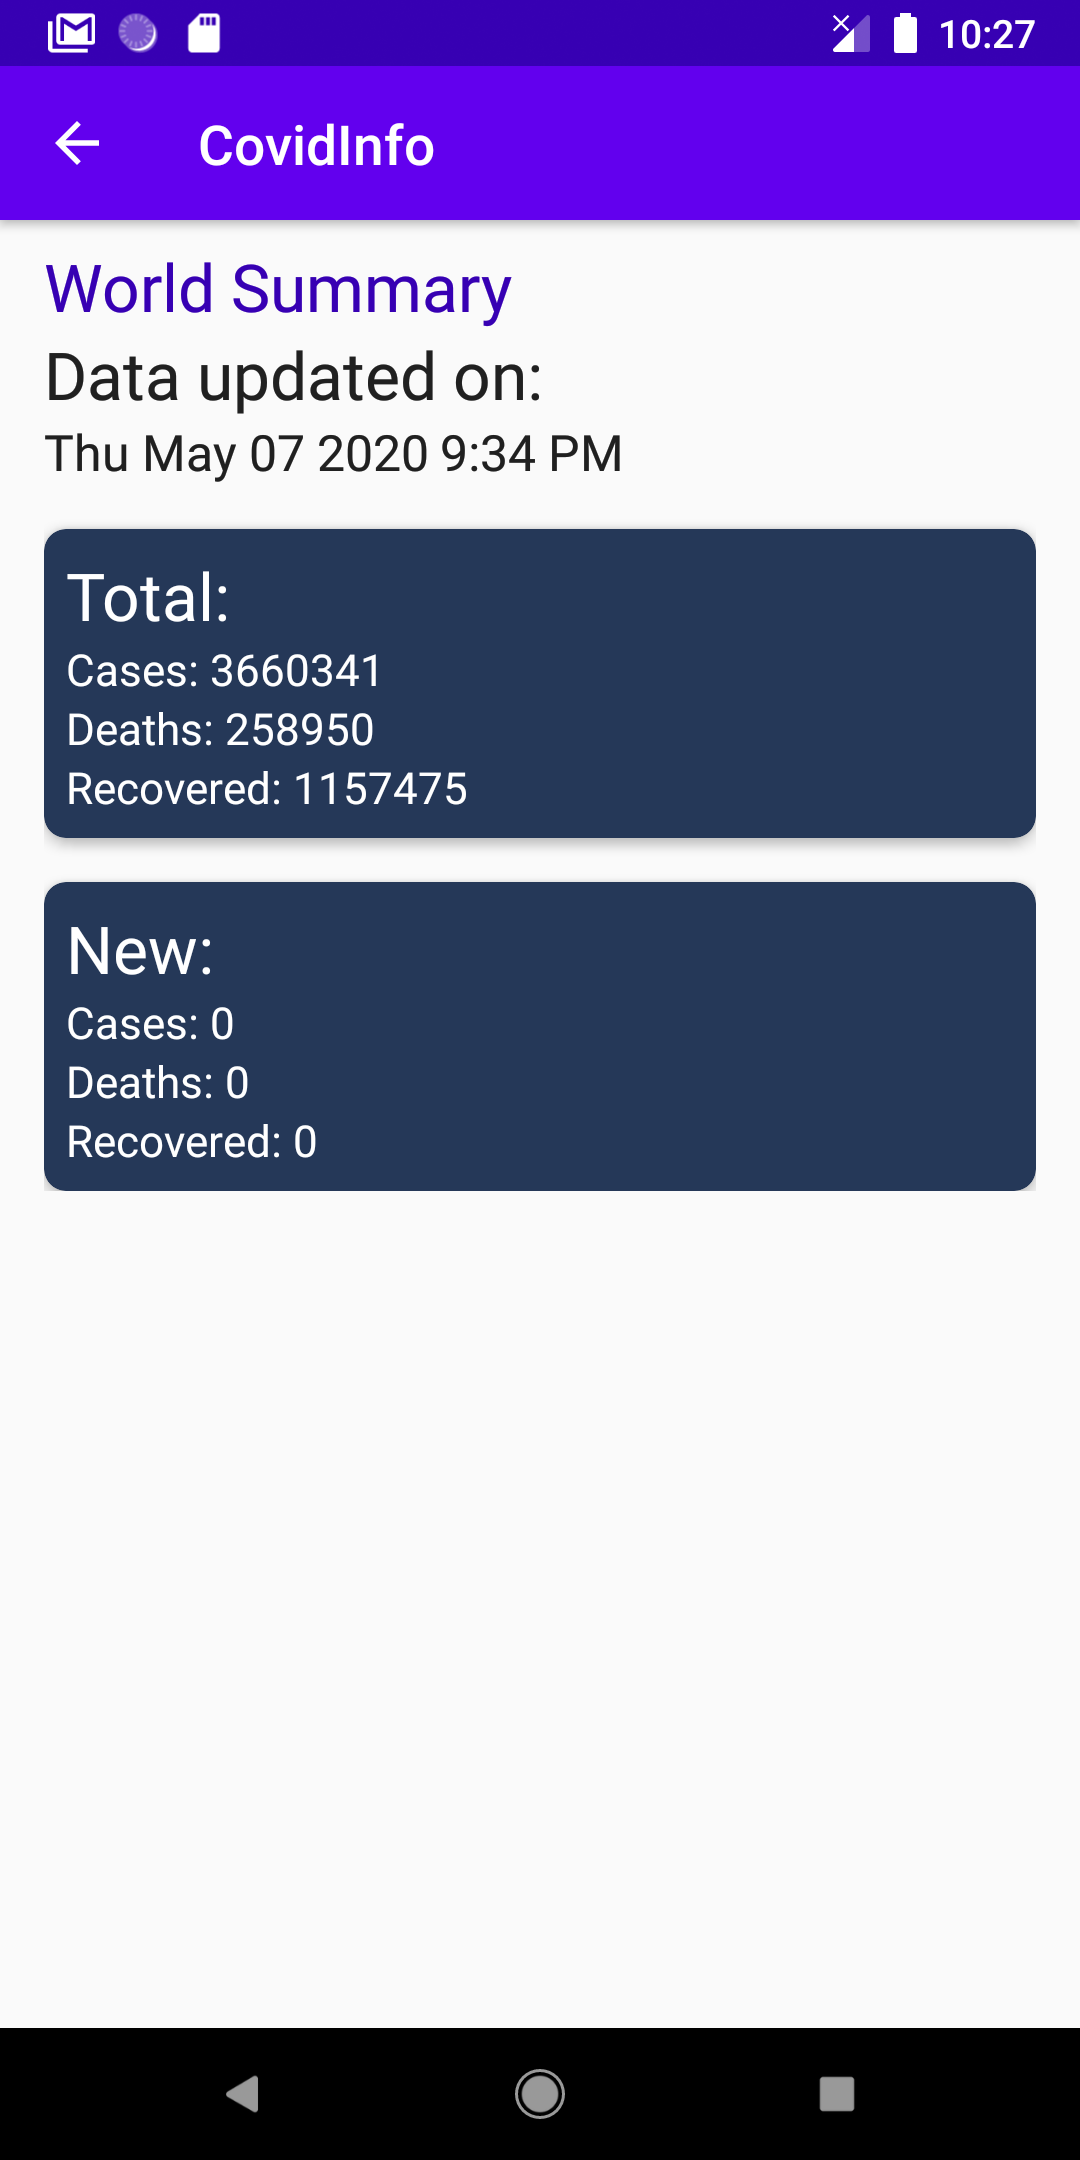 10:27
CovidInfo
World Summary
Data updated on:
Thu May 07 2020 9:34 PM
Total:
Cases: 3660341
Deaths: 258950
Recovered: 1157475
New:
Cases: 0
Deaths: 0
Recovered: 0